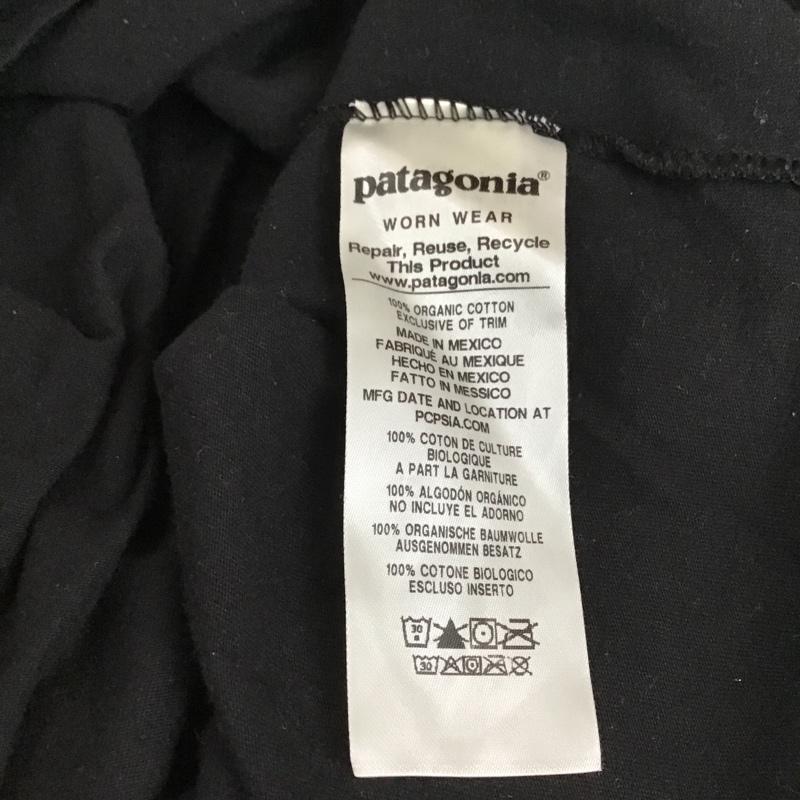 patagonia®
WORN WEAR
Repair, Reuse, Recycle
This Product
www.patagonia.com
100% ORGANIC COTTON
EXCLUSIVE OF TRIM
MADE IN MEXICO
FABRIQUÉ AU MEXIQUE
HECHO EN MEXICO
FATTO IN MESSICO
MFG DATE AND LOCATION AT
PCPSIA.COM
100% COTON DE CULTURE
BIOLOGIQUE
A PART LA GARNITURE
100% ALGODÓN ORGÁNICO
NO INCLUYE EL ADORNO
100% ORGANISCHE BAUMWOLLE
AUSGENOMMEN BESATZ
100% COTONE BIOLOGICO
ESCLUSO INSERTO
30
30